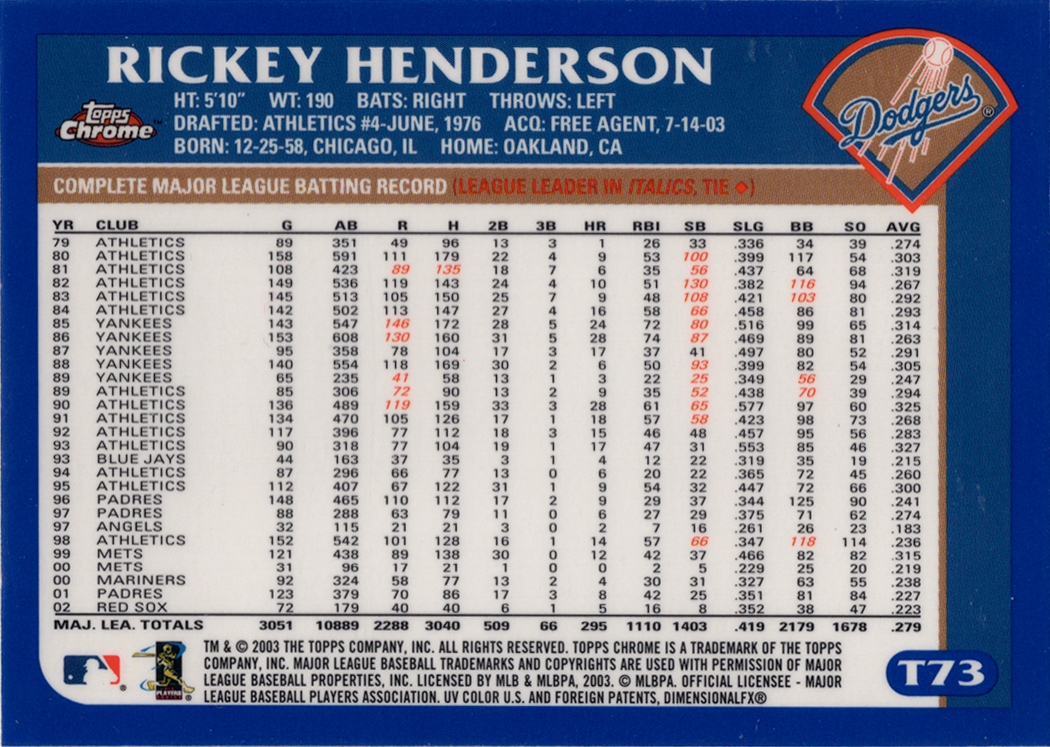 RICKEY HENDERSON
Topps Chrome™
HT: 5'10" WT: 190 BATS: RIGHT THROWS: LEFT
DRAFTED: ATHLETICS #4-JUNE, 1976 ACQ: FREE AGENT, 7-14-03
BORN: 12-25-58, CHICAGO, IL HOME: OAKLAND, CA
Dodgers®
COMPLETE MAJOR LEAGUE BATTING RECORD (LEAGUE LEADER IN ITALICS, TIE ◆)
YR CLUB G AB R H 2B 3B HR RBI SB SLG BB SO AVG
79 ATHLETICS 89 351 49 96 13 3 1 26 33 .336 34 39 .274
80 ATHLETICS 158 591 111 179 22 4 9 53 100 .399 117 54 .303
81 ATHLETICS 108 423 89 135 18 7 6 35 56 .437 64 68 .319
82 ATHLETICS 149 536 119 143 24 4 10 51 130 .382 116 94 .267
83 ATHLETICS 145 513 105 150 25 7 9 48 108 .421 103 80 .292
84 ATHLETICS 142 502 113 147 27 4 16 58 66 .458 86 81 .293
85 YANKEES 143 547 146 172 28 5 24 72 80 .516 99 65 .314
86 YANKEES 153 608 130 160 31 5 28 74 87 .469 89 81 .263
87 YANKEES 95 358 78 104 17 3 17 37 41 .497 80 52 .291
88 YANKEES 140 554 118 169 30 2 6 50 93 .399 82 54 .305
89 YANKEES 65 235 41 58 13 1 3 22 25 .349 56 29 .247
89 ATHLETICS 85 306 72 90 13 2 9 35 52 .438 70 39 .294
90 ATHLETICS 136 489 119 159 33 3 28 61 65 .577 97 60 .325
91 ATHLETICS 134 470 105 126 17 1 18 57 58 .423 98 73 .268
92 ATHLETICS 117 396 77 112 18 3 15 46 48 .457 95 56 .283
93 ATHLETICS 90 318 77 104 19 1 17 47 31 .553 85 46 .327
93 BLUE JAYS 44 163 37 35 3 1 4 12 22 .319 35 19 .215
94 ATHLETICS 87 296 66 77 13 0 6 20 22 .365 72 45 .260
95 ATHLETICS 112 407 67 122 31 1 9 54 32 .447 72 66 .300
96 PADRES 148 465 110 112 17 2 9 29 37 .344 125 90 .241
97 PADRES 88 288 63 79 11 0 6 27 29 .375 71 62 .274
97 ANGELS 32 115 21 21 3 0 2 7 16 .261 26 23 .183
98 ATHLETICS 152 542 101 128 16 1 14 57 66 .347 118 114 .236
99 METS 121 438 89 138 30 0 12 42 37 .466 82 82 .315
00 METS 31 96 17 21 1 0 0 2 5 .229 25 20 .219
00 MARINERS 92 324 58 77 13 2 4 30 31 .327 63 55 .238
01 PADRES 123 379 70 86 17 3 8 42 25 .351 81 84 .227
02 RED SOX 72 179 40 40 6 1 5 16 8 .352 38 47 .223
MAJ. LEA. TOTALS 3051 10889 2288 3040 509 66 295 1110 1403 .419 2179 1678 .279
TM & © 2003 THE TOPPS COMPANY, INC. ALL RIGHTS RESERVED. TOPPS CHROME IS A TRADEMARK OF THE TOPPS
COMPANY, INC. MAJOR LEAGUE BASEBALL TRADEMARKS AND COPYRIGHTS ARE USED WITH PERMISSION OF MAJOR
LEAGUE BASEBALL PROPERTIES, INC. LICENSED BY MLB & MLBPA, 2003. © MLBPA. OFFICIAL LICENSEE - MAJOR
LEAGUE BASEBALL PLAYERS ASSOCIATION. UV COLOR U.S. AND FOREIGN PATENTS, DIMENSIONALFX®
T73